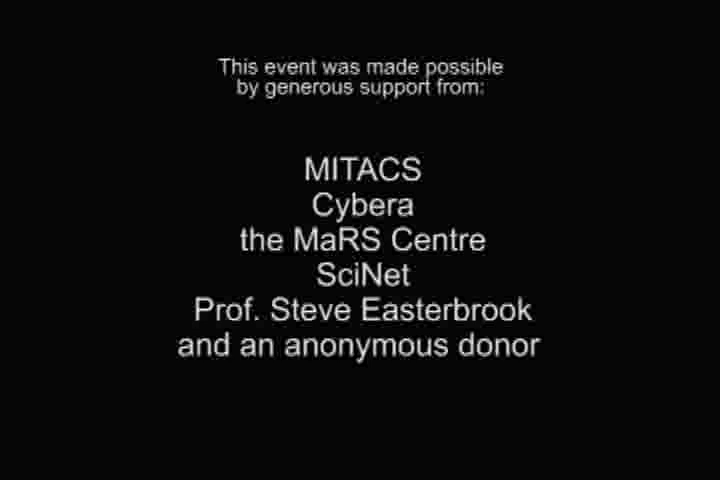 This event was made possible
by generous support from:
MITACS
Cybera
the MaRS Centre
SciNet
Prof. Steve Easterbrook
and an anonymous donor